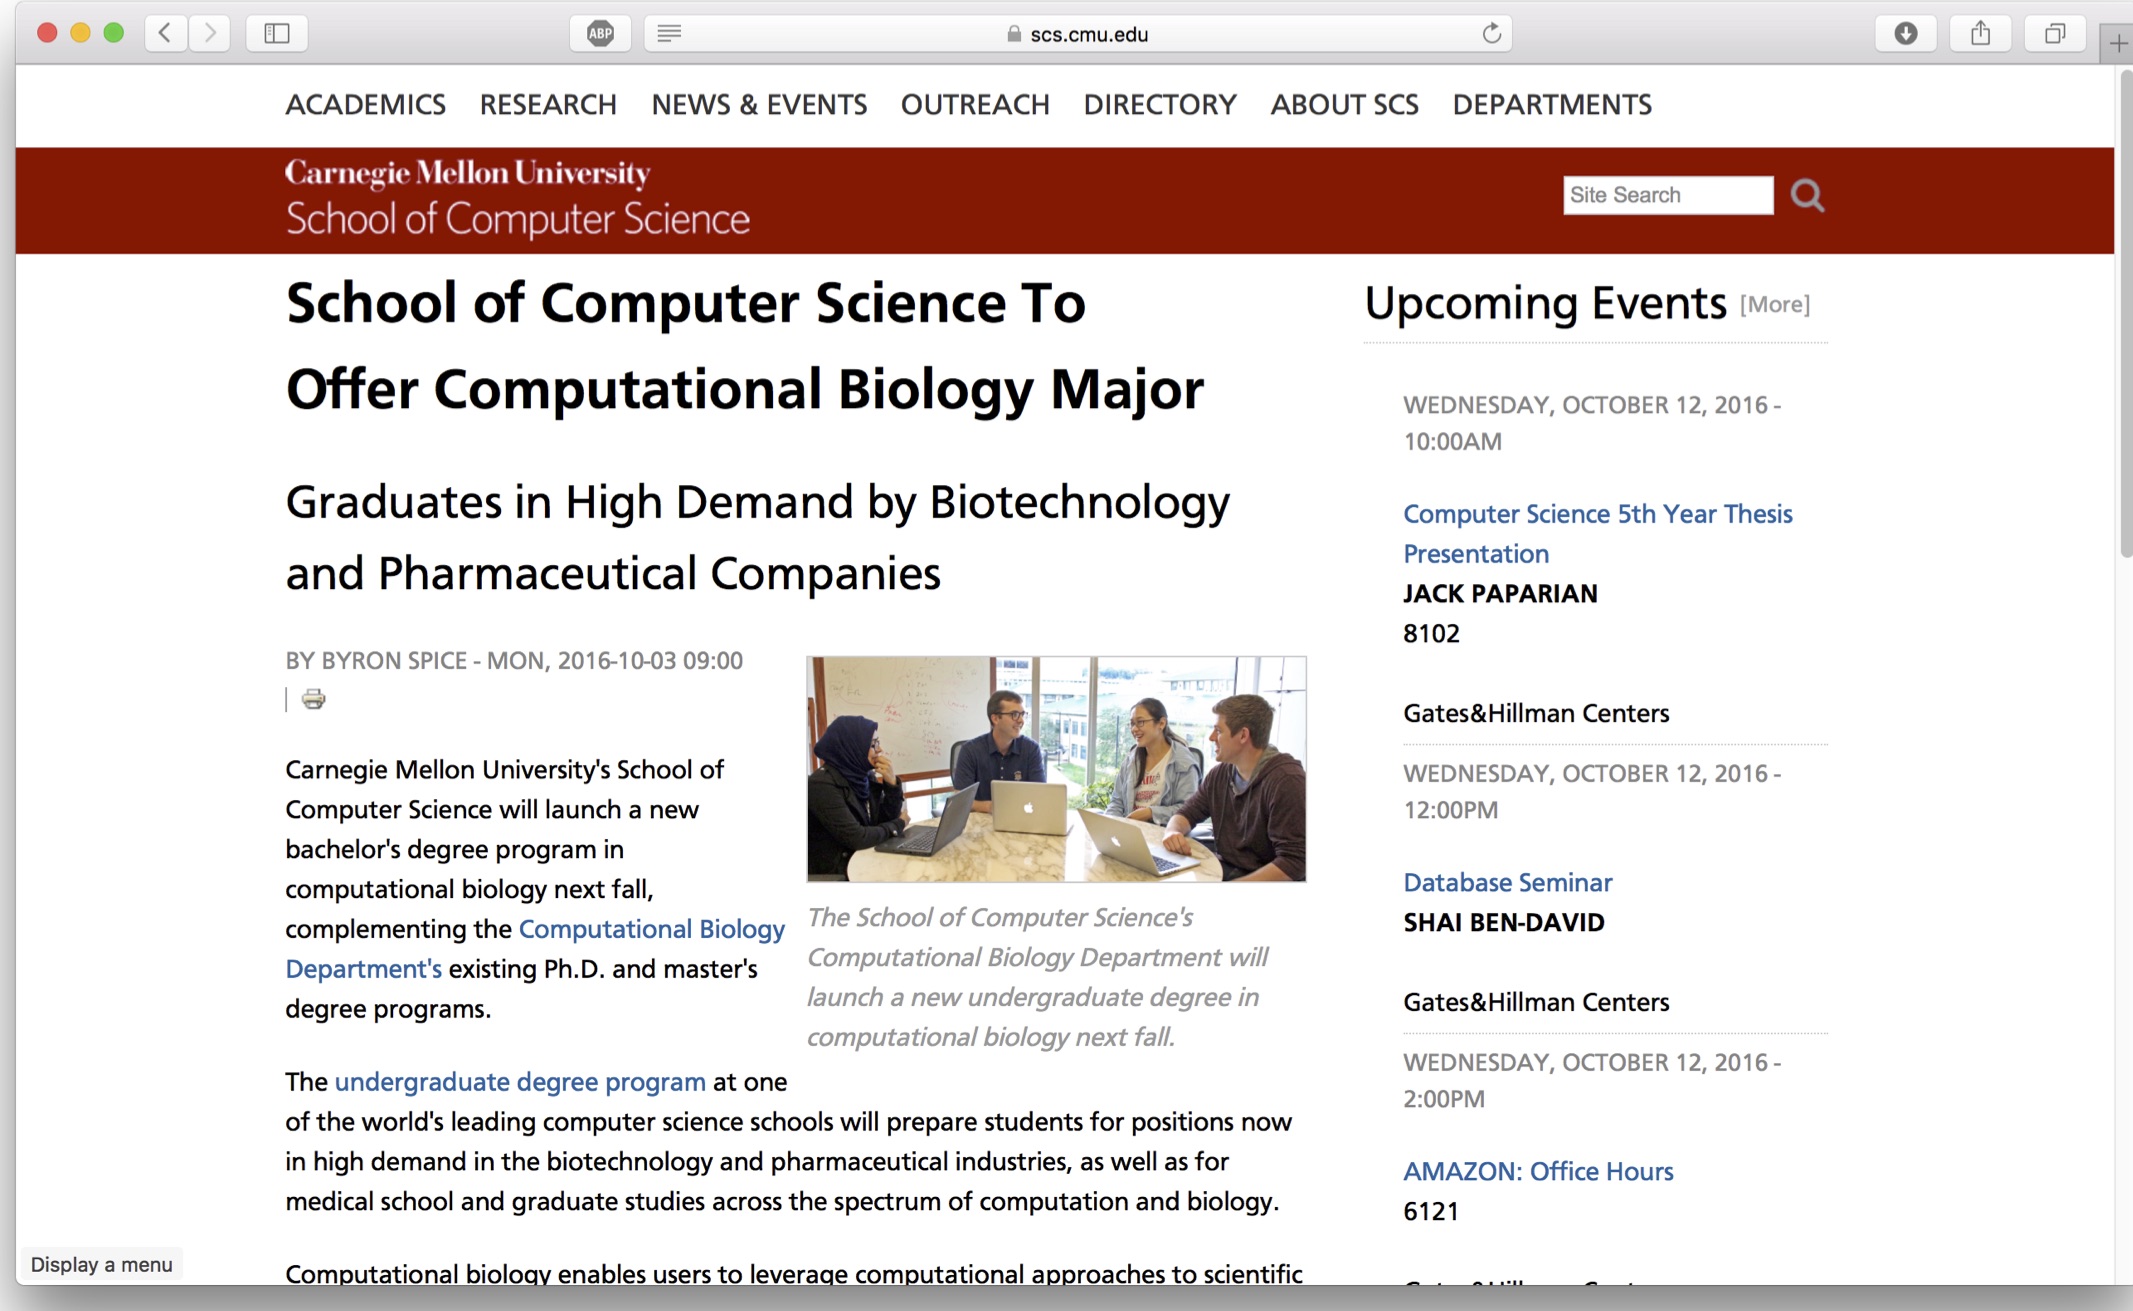 ABP
scs.cmu.edu
ACADEMICS RESEARCH NEWS & EVENTS OUTREACH DIRECTORY ABOUT SCS DEPARTMENTS
Carnegie Mellon University
School of Computer Science
Site Search
School of Computer Science To
Offer Computational Biology Major
Graduates in High Demand by Biotechnology
and Pharmaceutical Companies
BY BYRON SPICE - MON, 2016-10-03 09:00
|
Carnegie Mellon University's School of
Computer Science will launch a new
bachelor's degree program in
computational biology next fall,
complementing the Computational Biology
Department's existing Ph.D. and master's
degree programs.
The School of Computer Science's
Computational Biology Department will
launch a new undergraduate degree in
computational biology next fall.
The undergraduate degree program at one
of the world's leading computer science schools will prepare students for positions now
in high demand in the biotechnology and pharmaceutical industries, as well as for
medical school and graduate studies across the spectrum of computation and biology.
Computational biology enables users to leverage computational approaches to scientific
Upcoming Events [More]
WEDNESDAY, OCTOBER 12, 2016 -
10:00AM
Computer Science 5th Year Thesis
Presentation
JACK PAPARIAN
8102
Gates&Hillman Centers
WEDNESDAY, OCTOBER 12, 2016 -
12:00PM
Database Seminar
SHAI BEN-DAVID
Gates&Hillman Centers
WEDNESDAY, OCTOBER 12, 2016 -
2:00PM
AMAZON: Office Hours
6121
Display a menu